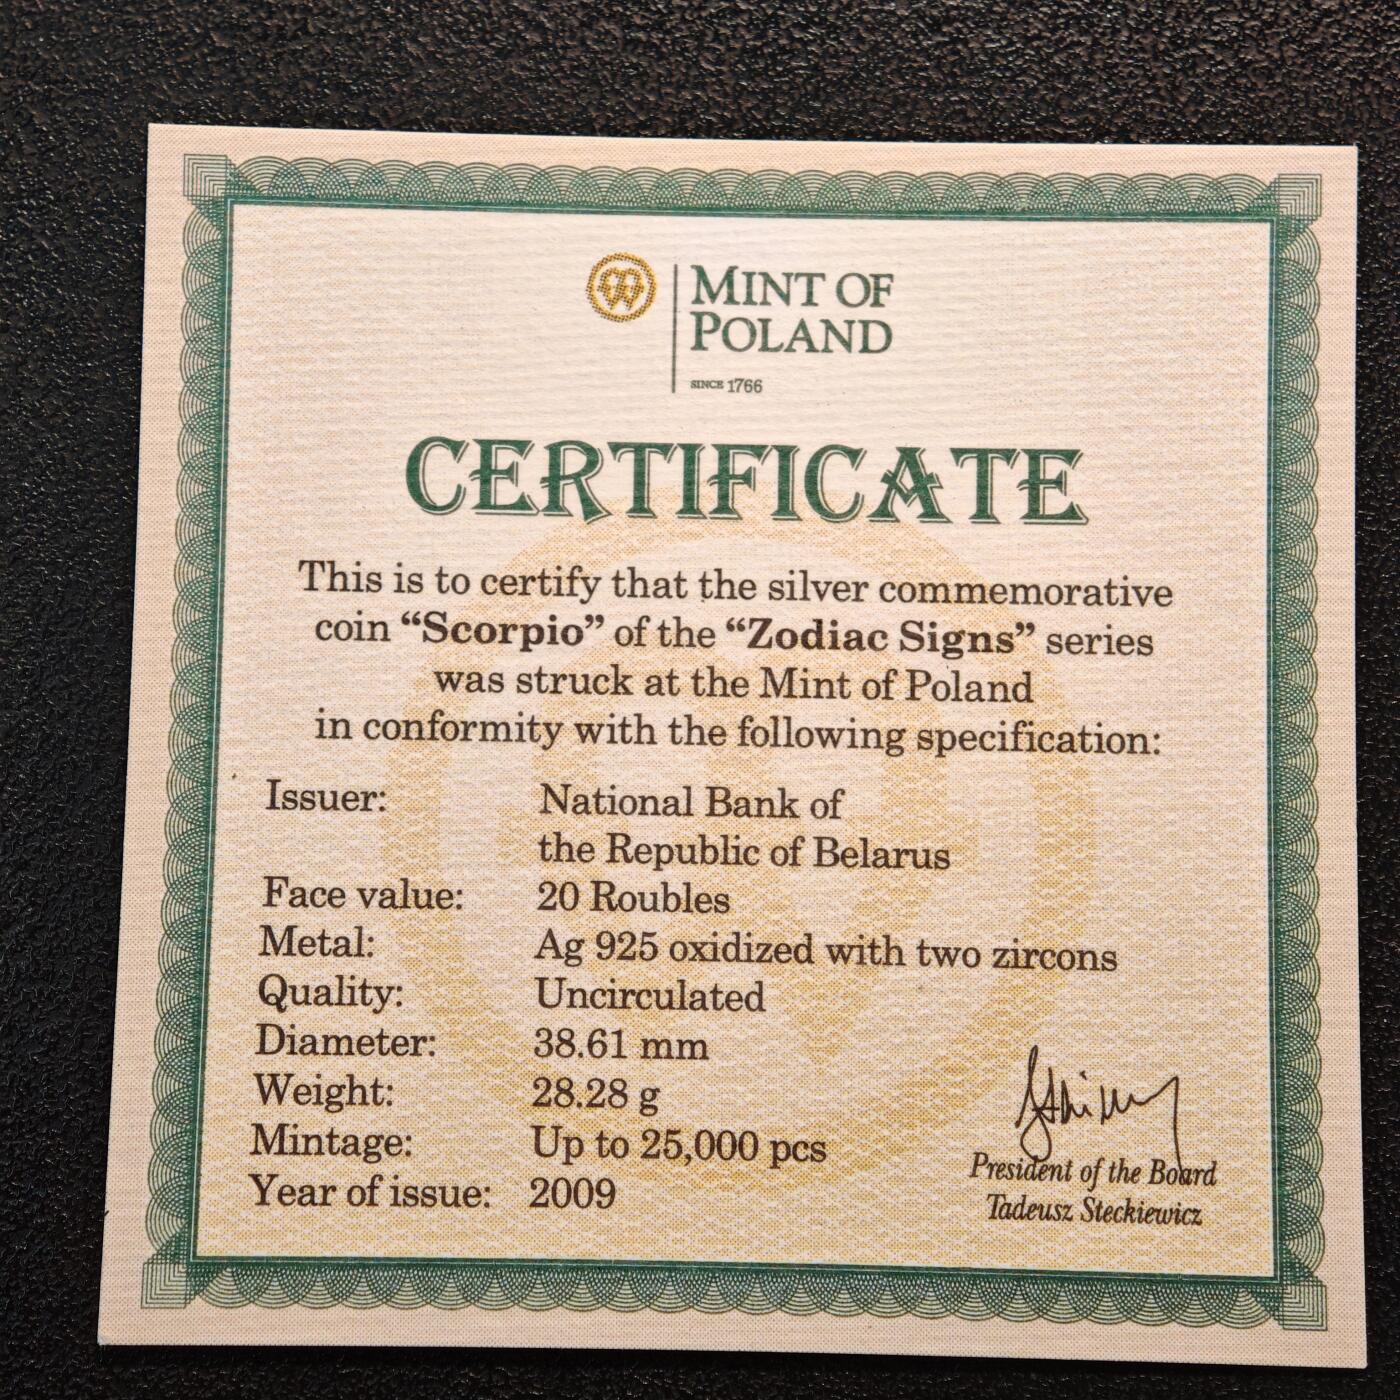 MINT OF
POLAND
SINCE 1766
CERTIFICATE
This is to certify that the silver commemorative
coin “Scorpio” of the “Zodiac Signs” series
was struck at the Mint of Poland
in conformity with the following specification:
Issuer: National Bank of
the Republic of Belarus
Face value: 20 Roubles
Metal: Ag 925 oxidized with two zircons
Quality: Uncirculated
Diameter: 38.61 mm
Weight: 28.28 g
Mintage: Up to 25,000 pcs
Year of issue: 2009
President of the Board
Tadeusz Steckiewicz